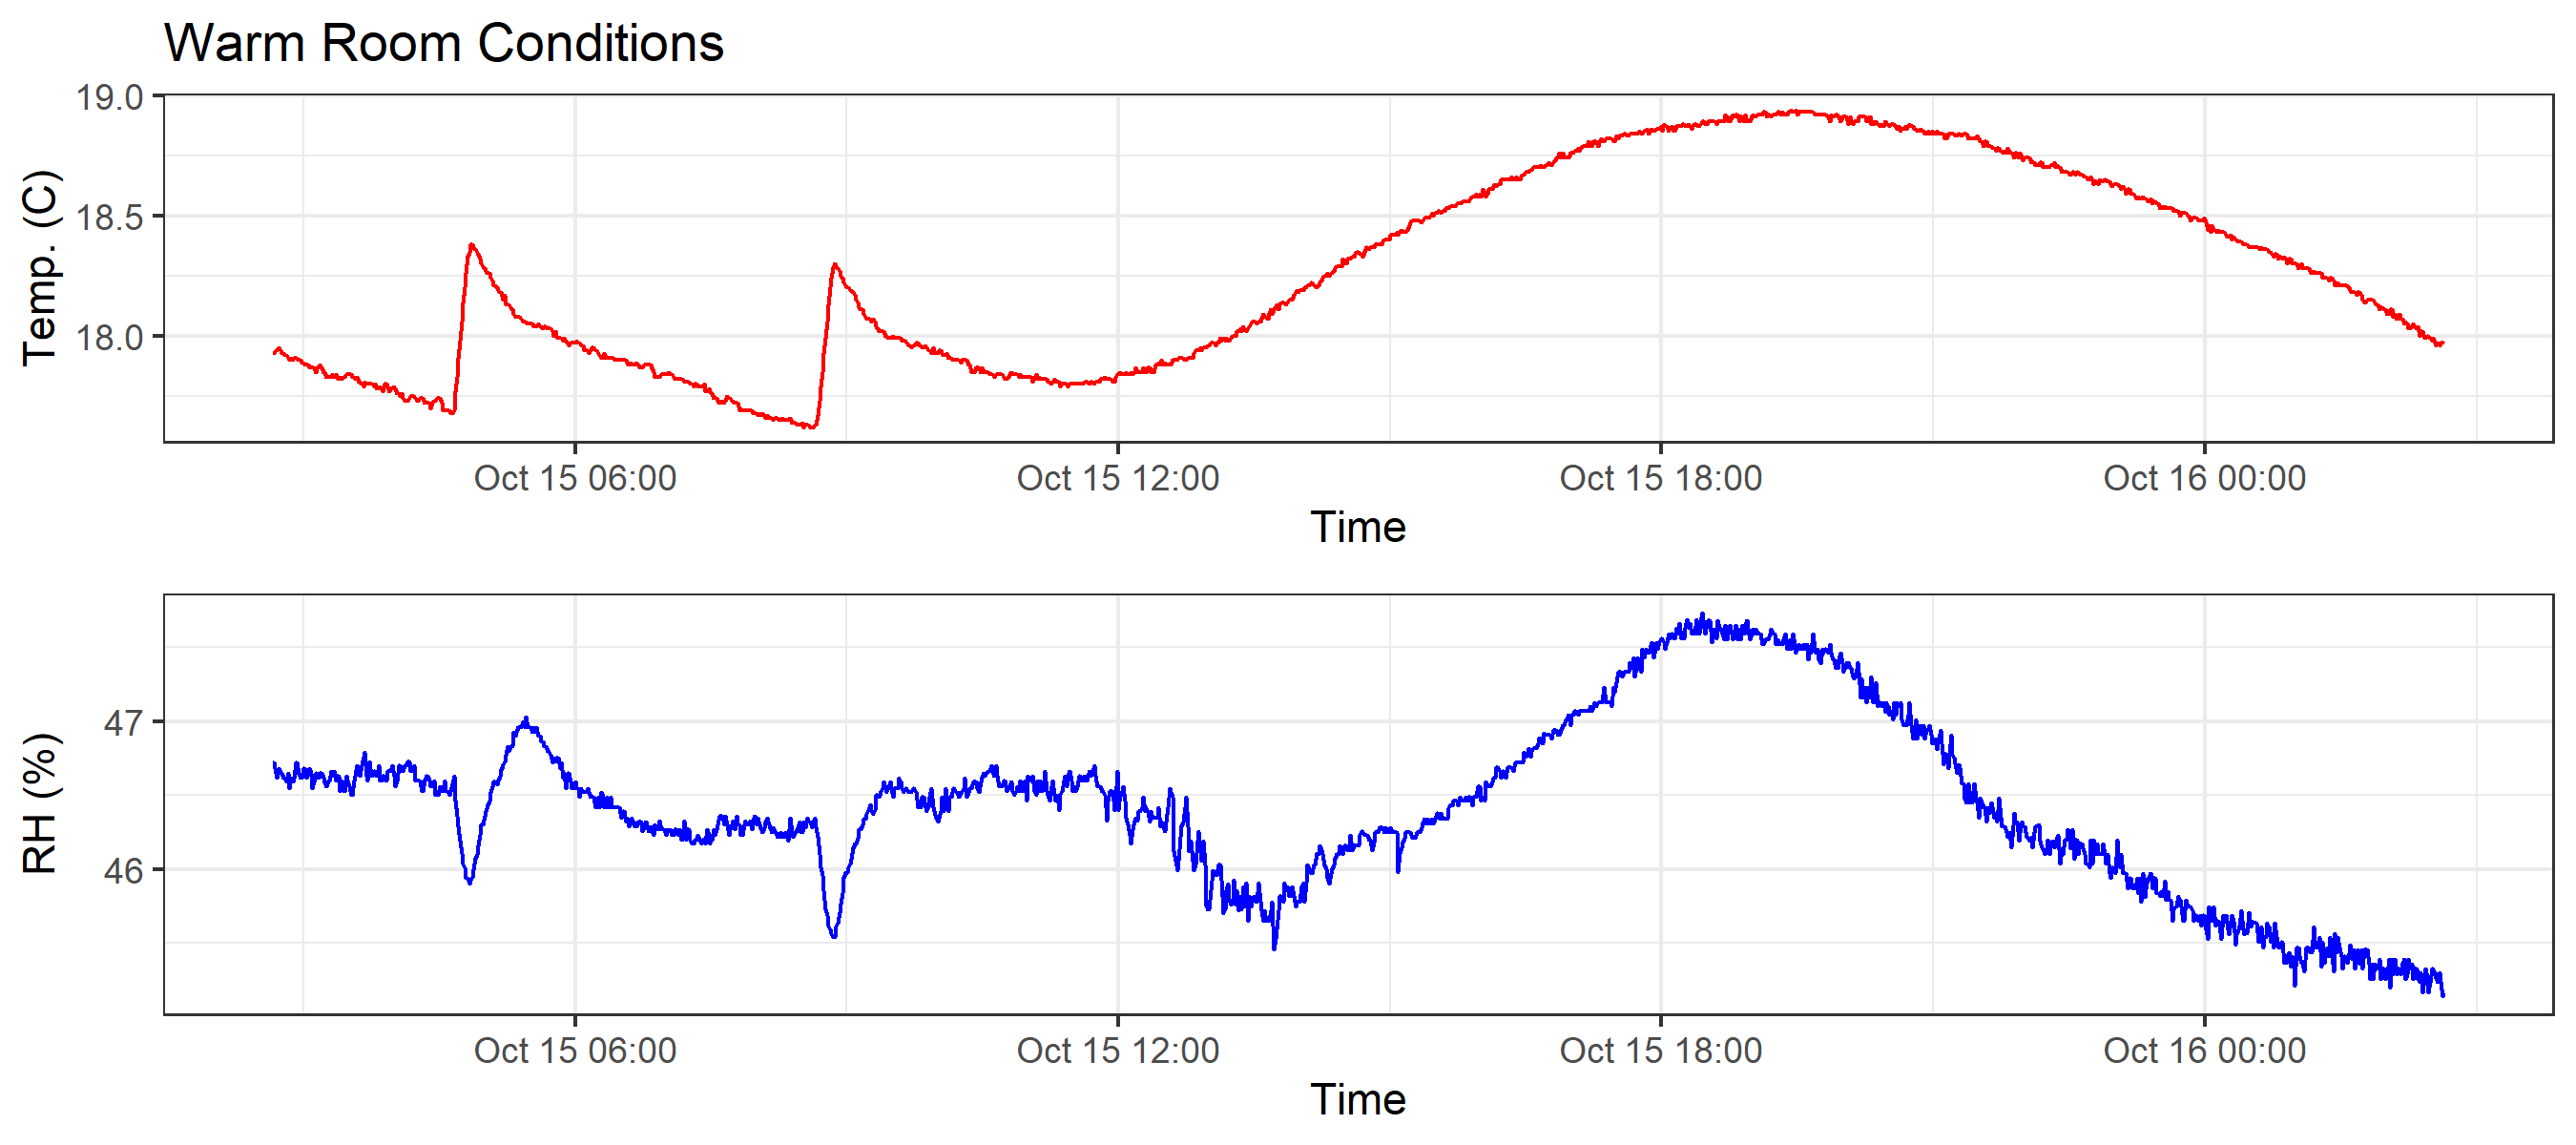 Warm Room Conditions
19.0
18.5
18.0
Temp. (C)
Oct 15 06:00 Oct 15 12:00 Oct 15 18:00 Oct 16 00:00
Time
47
46
RH (%)
Oct 15 06:00 Oct 15 12:00 Oct 15 18:00 Oct 16 00:00
Time